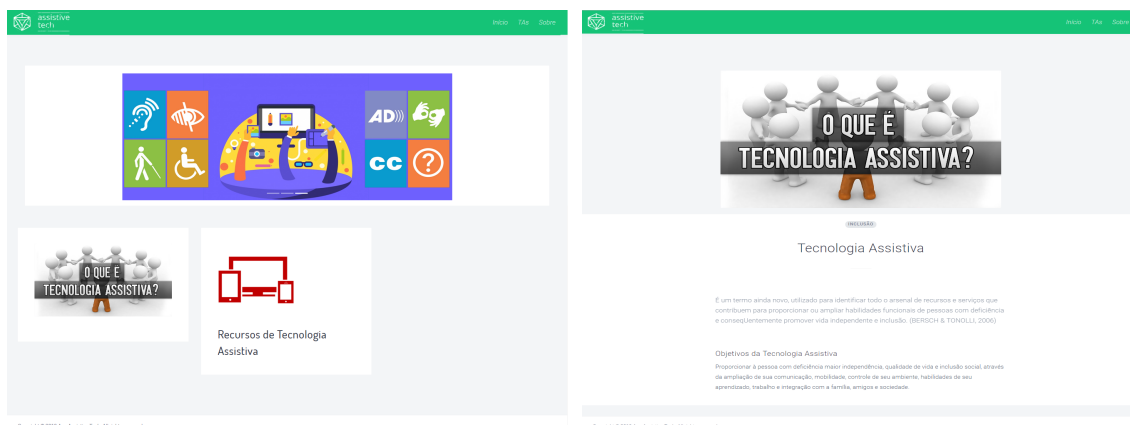 assistive
tech
Início TAs Sobre
AD
CC
?
O QUE É
TECNOLOGIA ASSISTIVA?
Recursos de Tecnologia
Assistiva
assistive
tech
Início TAs Sobre
O QUE É
TECNOLOGIA ASSISTIVA?
INCLUSÃO
Tecnologia Assistiva
É um termo ainda novo, utilizado para identificar todo o arsenal de recursos e serviços que
contribuem para proporcionar ou ampliar habilidades funcionais de pessoas com deficiência
e conseqüentemente promover vida independente e inclusão. (BERSCH & TONOLLI, 2006)
Objetivos da Tecnologia Assistiva
Proporcionar à pessoa com deficiência maior independência, qualidade de vida e inclusão social, através
da ampliação de sua comunicação, mobilidade, controle de seu ambiente, habilidades de seu
aprendizado, trabalho e integração com a família, amigos e sociedade.